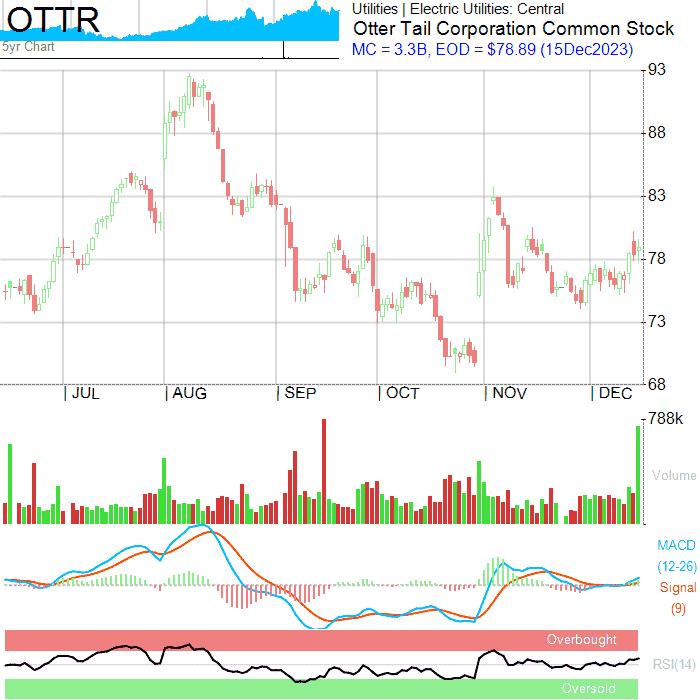 OTTR
5yr Chart
Utilities | Electric Utilities: Central
Otter Tail Corporation Common Stock
MC = 3.3B, EOD = $78.89 (15Dec2023)
93
88
83
78
73
68
JUL AUG SEP OCT NOV DEC
788k
Volume
MACD
(12-26)
Signal
(9)
Overbought
RSI(14)
Oversold